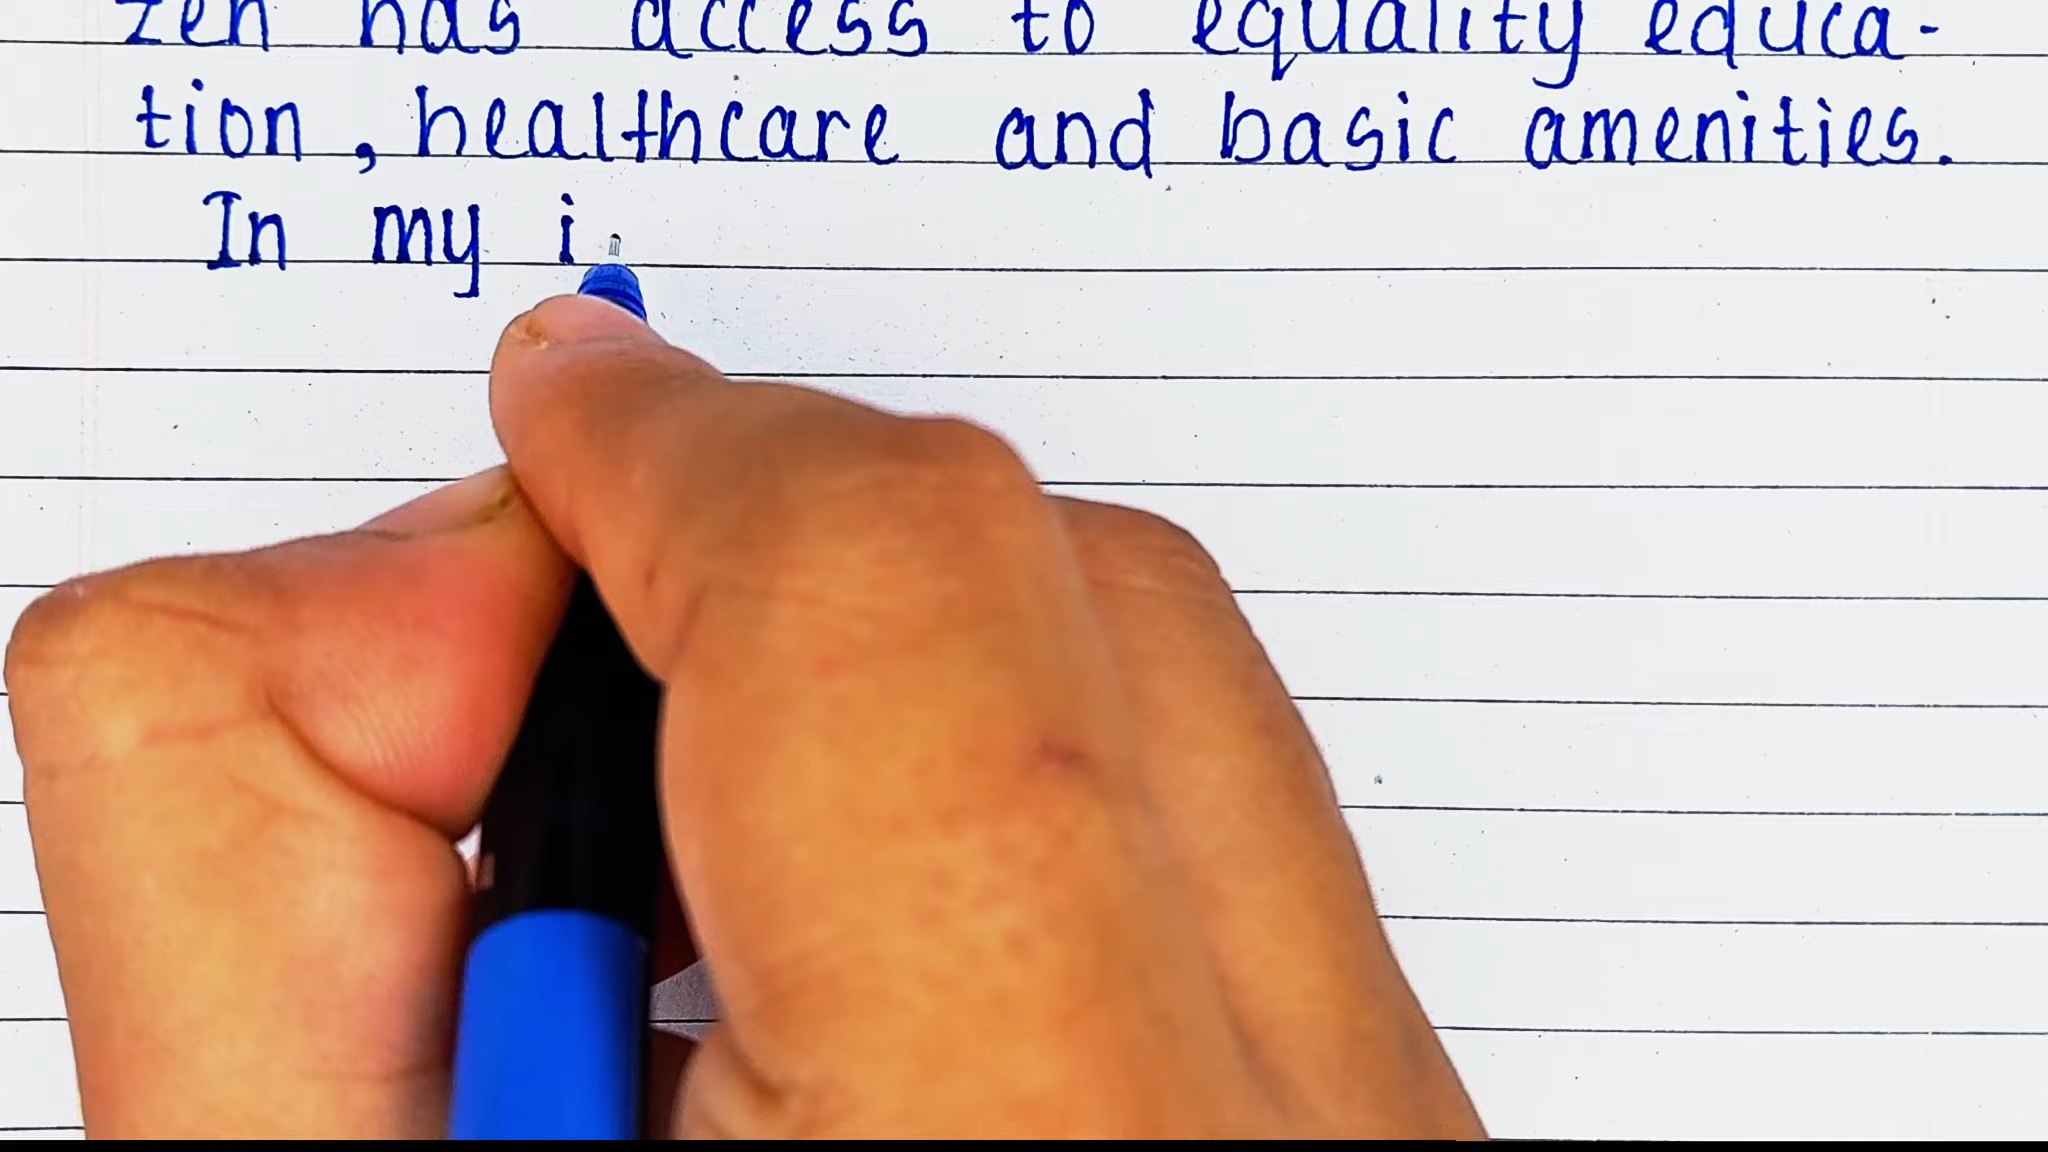 zen has access to equality educa-
tion, healthcare and basic amenities.
In my i